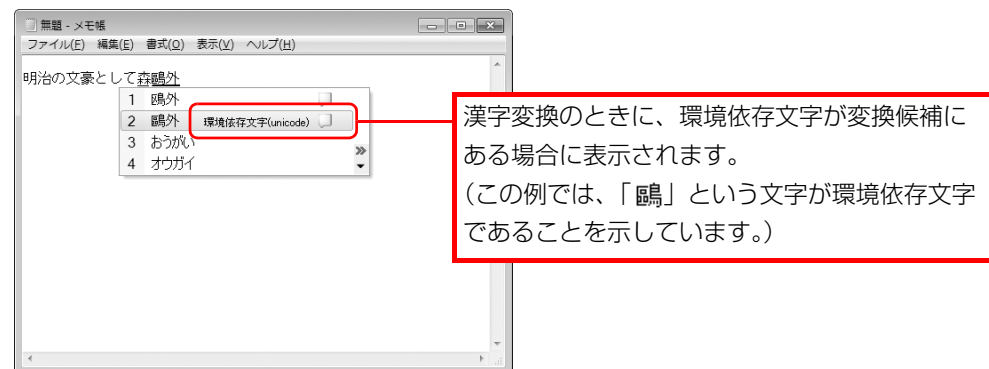 無題 - メモ帳
ファイル(F) 編集(E) 書式(O) 表示(V) ヘルプ(H)
明治の文豪として森鷗外
1 鴎外
2 鷗外 環境依存文字(unicode)
3 おうがい
4 オウガイ
漢字変換のときに、環境依存文字が変換候補に
ある場合に表示されます。
(この例では、「鷗」という文字が環境依存文字
であることを示しています。)